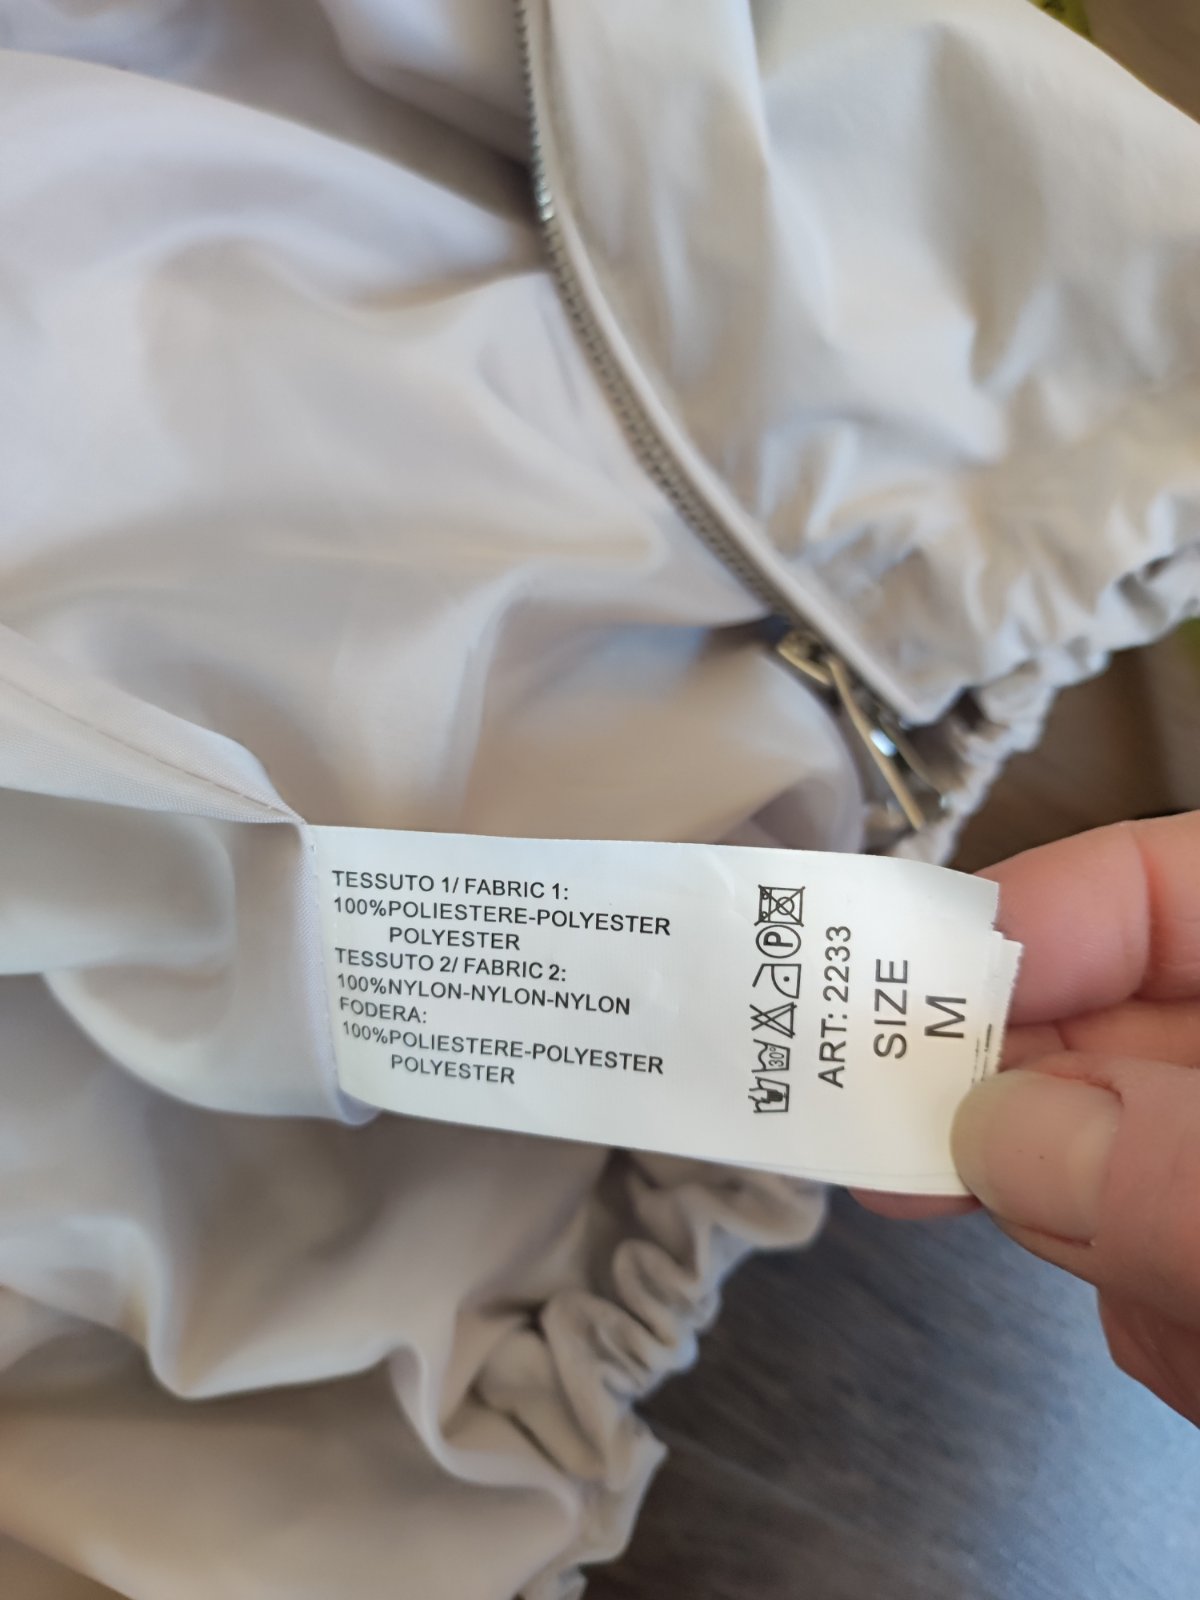 TESSUTO 1/ FABRIC 1:
100%POLIESTERE-POLYESTER
POLYESTER
TESSUTO 2/ FABRIC 2:
100%NYLON-NYLON-NYLON
FODERA:
100%POLIESTERE-POLYESTER
POLYESTER
30°
P
ART: 2233
SIZE
M